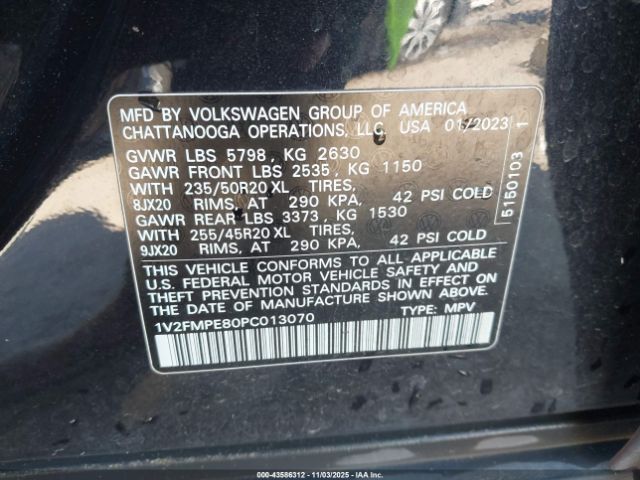 MFD BY VOLKSWAGEN GROUP OF AMERICA
CHATTANOOGA OPERATIONS, LLC, USA 01/2023
GVWR LBS 5798, KG 2630
GAWR FRONT LBS 2535, KG 1150
WITH 235/50R20 XL TIRES,
8JX20 RIMS, AT 290 KPA, 42 PSI COLD
GAWR REAR LBS 3373, KG 1530
WITH 255/45R20 XL TIRES,
9JX20 RIMS, AT 290 KPA, 42 PSI COLD
THIS VEHICLE CONFORMS TO ALL APPLICABLE
U.S. FEDERAL MOTOR VEHICLE SAFETY AND
THEFT PREVENTION STANDARDS IN EFFECT ON
THE DATE OF MANUFACTURE SHOWN ABOVE.
1V2FMPE80PC013070 TYPE: MPV
5150103 1
000-43586312 - 11/03/2025 - IAAI.com